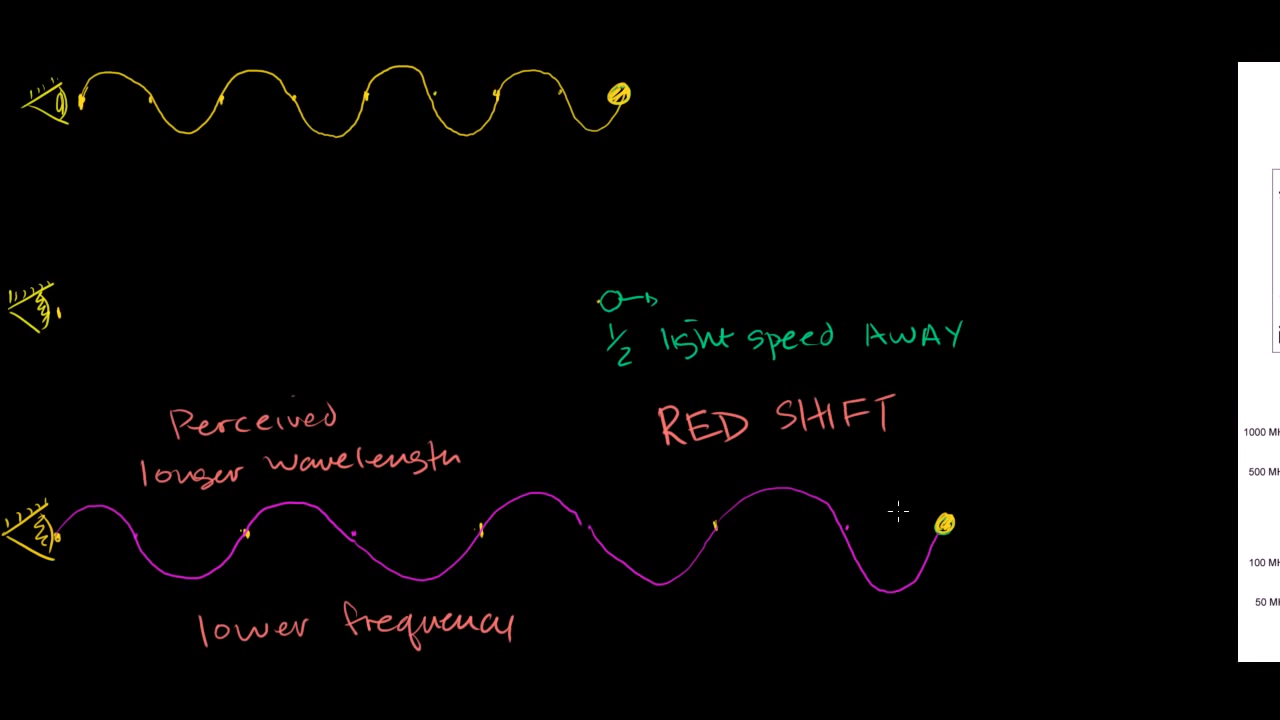 1/2 light speed AWAY
RED SHIFT
Perceived
longer wavelength
lower frequency
1000 MH
500 MH
100 MH
50 MH